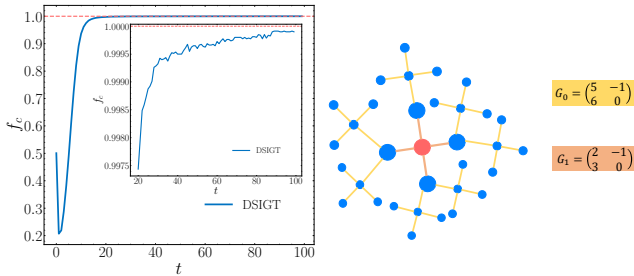 1.0
0.9
0.8
0.7
0.6
0.5
0.4
0.3
0.2
f_c
0 20 40 60 80 100
t
DSIGT
1.0000
0.9995
0.9990
0.9985
0.9980
0.9975
f_c
20 40 60 80 100
t
DSIGT
G₀ = (5 −1
6 0)
G₁ = (2 −1
3 0)